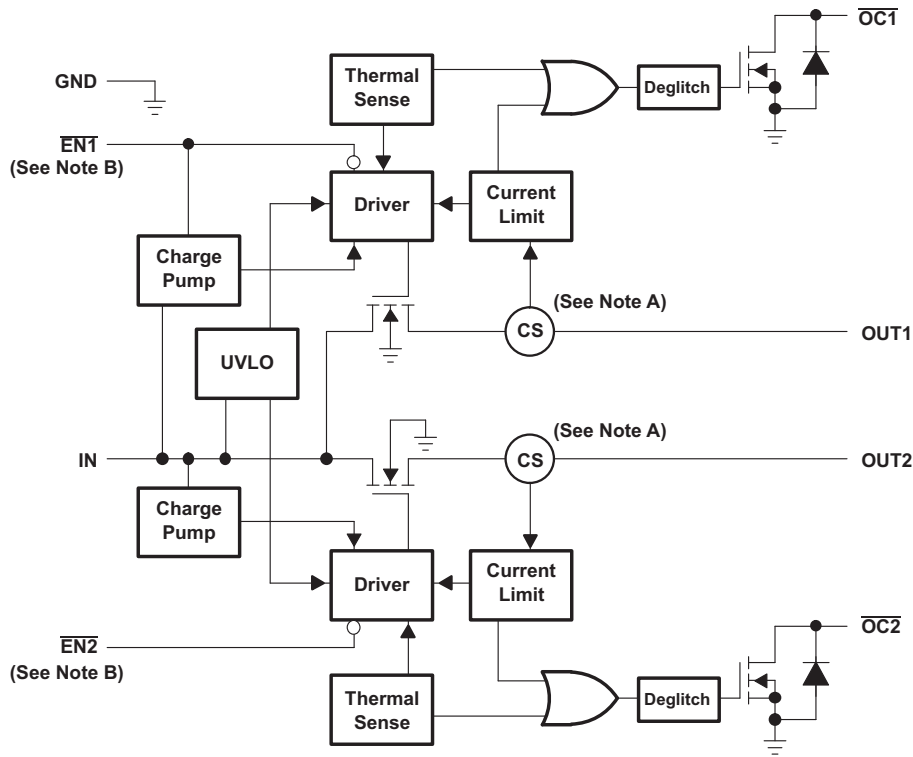 OC1
Thermal
Sense
Deglitch
GND
EN1
(See Note B)
Driver
Current
Limit
Charge
Pump
(See Note A)
CS
OUT1
UVLO
(See Note A)
IN
CS
OUT2
Charge
Pump
Driver
Current
Limit
EN2
(See Note B)
OC2
Thermal
Sense
Deglitch